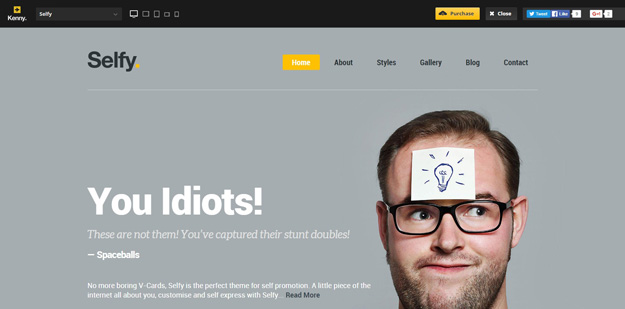 Kenny.
Selfy
Purchase
Close
Tweet
Like
8
G+1
2
Selfy.
Home
About
Styles
Gallery
Blog
Contact
You Idiots!
These are not them! You've captured their stunt doubles!
— Spaceballs
No more boring V-Cards, Selfy is the perfect theme for self promotion. A little piece of the
internet all about you, customise and self express with Selfy... Read More